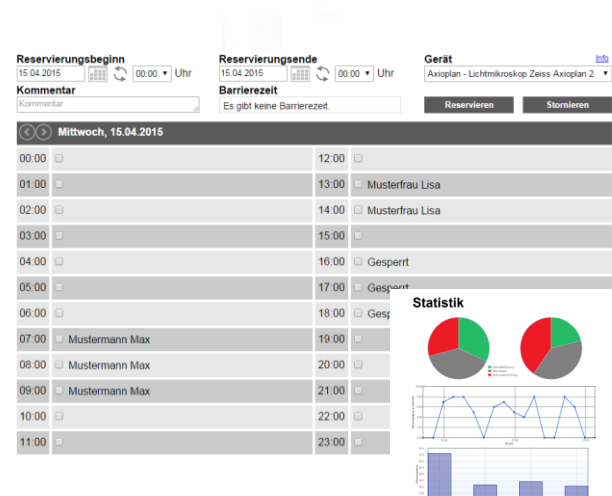 Reservierungsbeginn Reservierungsende Gerät Info
15.04.2015 00:00 Uhr 15.04.2015 00:00 Uhr Axioplan - Lichtmikroskop Zeiss Axioplan 2
Kommentar Barrierezeit
Kommentar Es gibt keine Barrierezeit. Reservieren Stornieren
Mittwoch, 15.04.2015
00:00 12:00
01:00 13:00 Musterfrau Lisa
02:00 14:00 Musterfrau Lisa
03:00 15:00
04:00 16:00 Gesperrt
05:00 17:00 Gesperrt
06:00 18:00 Gesp
Statistik
07:00 Mustermann Max 19:00
08:00 Mustermann Max 20:00
09:00 Mustermann Max 21:00
10:00 22:00
11:00 23:00